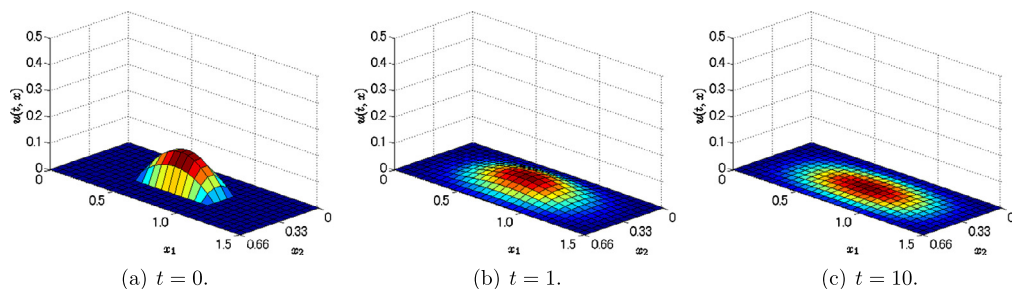 0.5 0.5 0.5
0.4 0.4 0.4
0.3 0.3 0.3
0.2 0.2 0.2
0.1 0.1 0.1
0 0 0
u(t, x) u(t, x) u(t, x)
0 0 0 0 0 0
0.5 0.33 0.5 0.33 0.5 0.33
1.0 1.0 1.0
1.5 0.66 1.5 0.66 1.5 0.66
x₁ x₂ x₁ x₂ x₁ x₂
(a) t = 0. (b) t = 1. (c) t = 10.